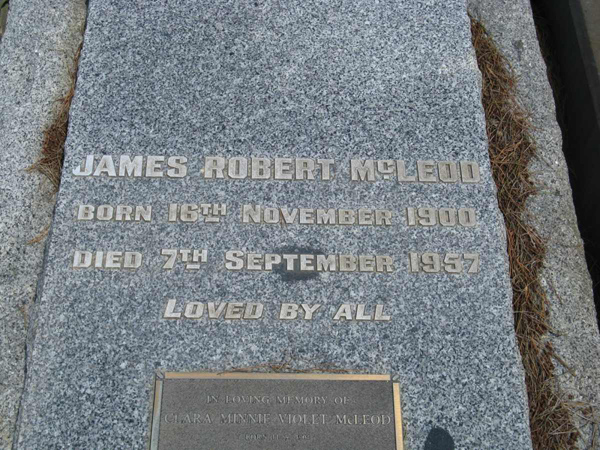 JAMES ROBERT McLEOD
BORN 16TH NOVEMBER 1900
DIED 7TH SEPTEMBER 1957
LOVED BY ALL
IN LOVING MEMORY OF
CLARA MINNIE VIOLET McLEOD